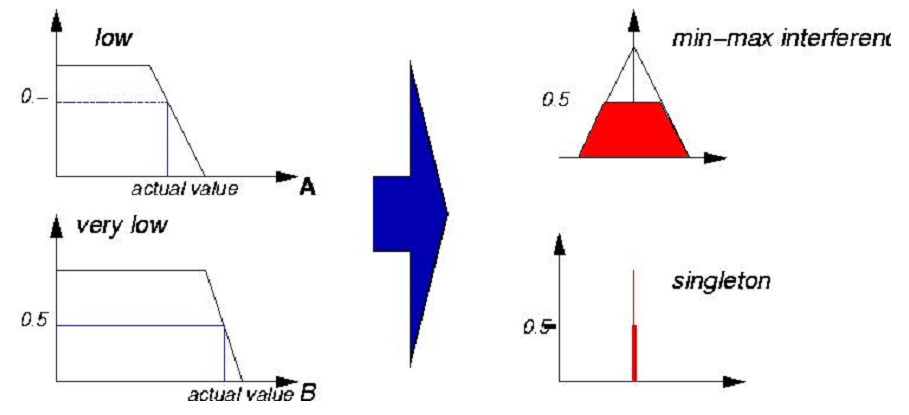 low
0.
actual value A
very low
0.5
actual value B
min-max interferenc
0.5
singleton
0.5